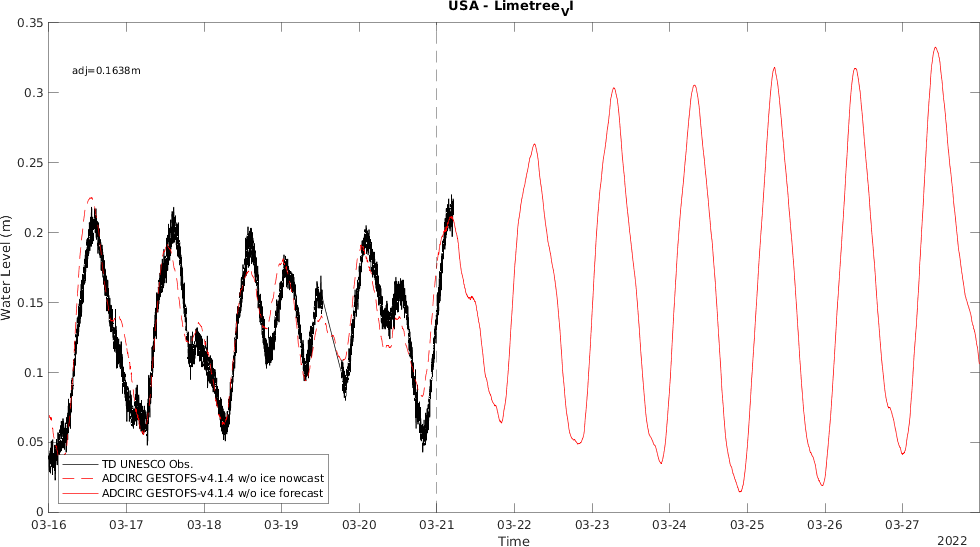 USA - LimetreeVI
0.35
adj=0.1638m
0.3
0.25
0.2
0.15
0.1
0.05
0
Water Level (m)
TD UNESCO Obs.
ADCIRC GESTOFS-v4.1.4 w/o ice nowcast
ADCIRC GESTOFS-v4.1.4 w/o ice forecast
03-16 03-17 03-18 03-19 03-20 03-21 03-22 03-23 03-24 03-25 03-26 03-27
Time
2022